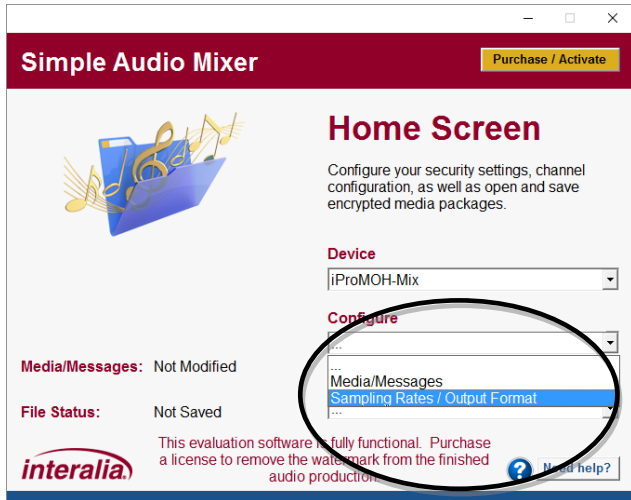 Simple Audio Mixer
Purchase / Activate
Home Screen
Configure your security settings, channel
configuration, as well as open and save
encrypted media packages.
Device
iProMOH-Mix
Configure
...
...
Media/Messages
Sampling Rates / Output Format
...
Media/Messages: Not Modified
File Status: Not Saved
This evaluation software is fully functional. Purchase
a license to remove the watermark from the finished
audio production
interalia
? Need help?